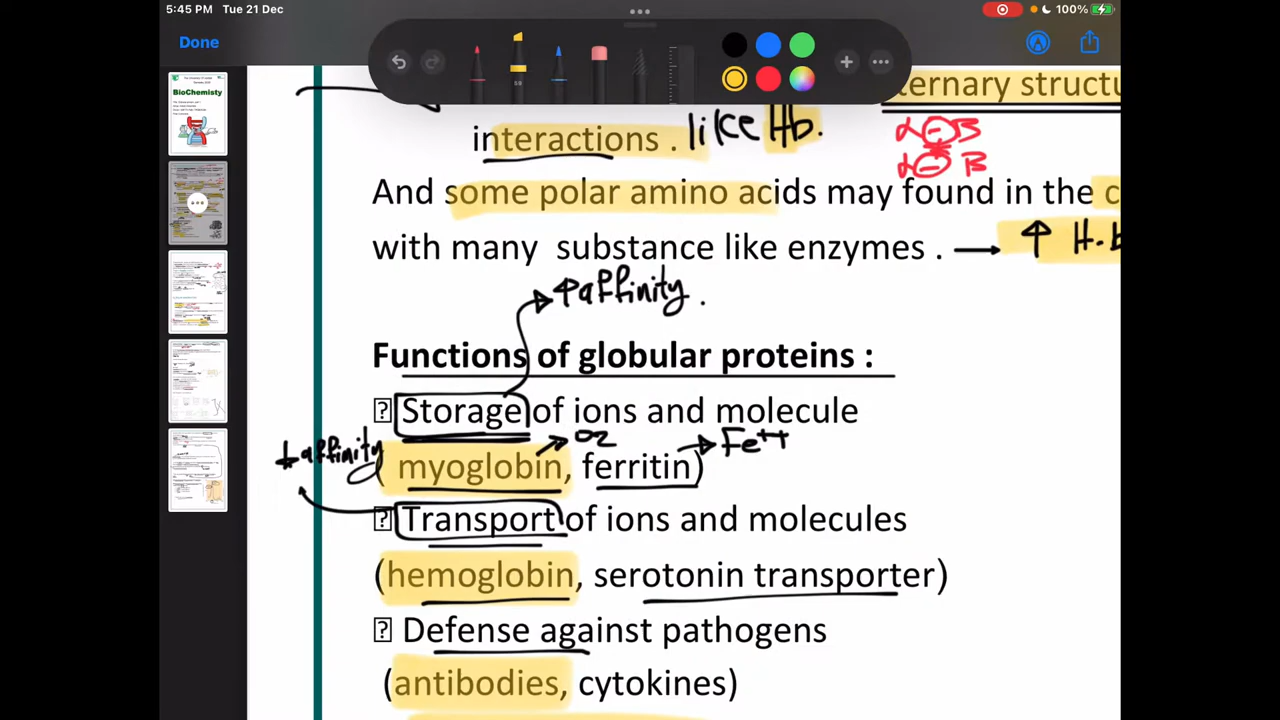 5:45 PM Tue 21 Dec
100%
Done
BioChemisty
ternary structu
interactions . like Hb.
α B
α B
And some polar amino acids may found in the c
with many substance like enzymes . → ↑ H.b
↑affinity .
Functions of globular proteins :
Storage of ions and molecule
O2
Fe++
↓affinity
( myoglobin, ferritin)
Transport of ions and molecules
(hemoglobin, serotonin transporter)
Defense against pathogens
(antibodies, cytokines)